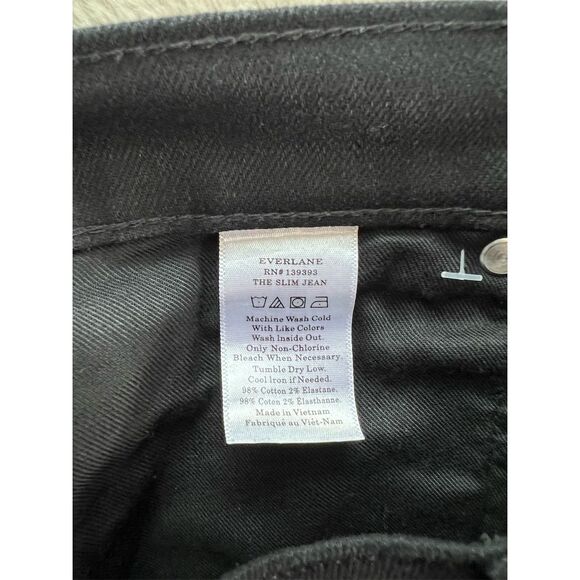 EVERLANE
RN# 139393
THE SLIM JEAN
Machine Wash Cold
With Like Colors
Wash Inside Out.
Only Non-Chlorine
Bleach When Necessary.
Tumble Dry Low.
Cool Iron if Needed.
98% Cotton 2% Elastane.
98% Coton 2% Élasthanne.
Made in Vietnam
Fabriqué au Viêt-Nam